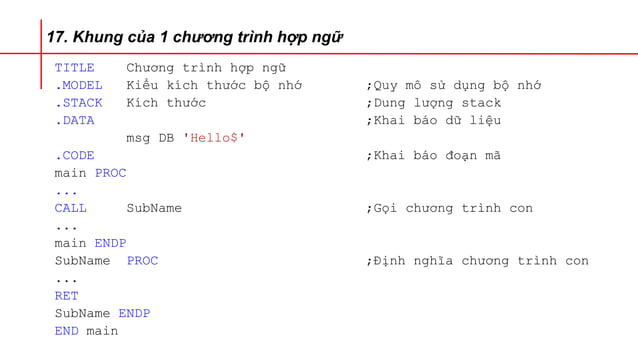 17. Khung của 1 chương trình hợp ngữ
TITLE Chương trình hợp ngữ
.MODEL Kiểu kích thước bộ nhớ ;Quy mô sử dụng bộ nhớ
.STACK Kích thước ;Dung lượng stack
.DATA ;Khai báo dữ liệu
msg DB 'Hello$'
.CODE ;Khai báo đoạn mã
main PROC
...
CALL SubName ;Gọi chương trình con
...
main ENDP
SubName PROC ;Định nghĩa chương trình con
...
RET
SubName ENDP
END main